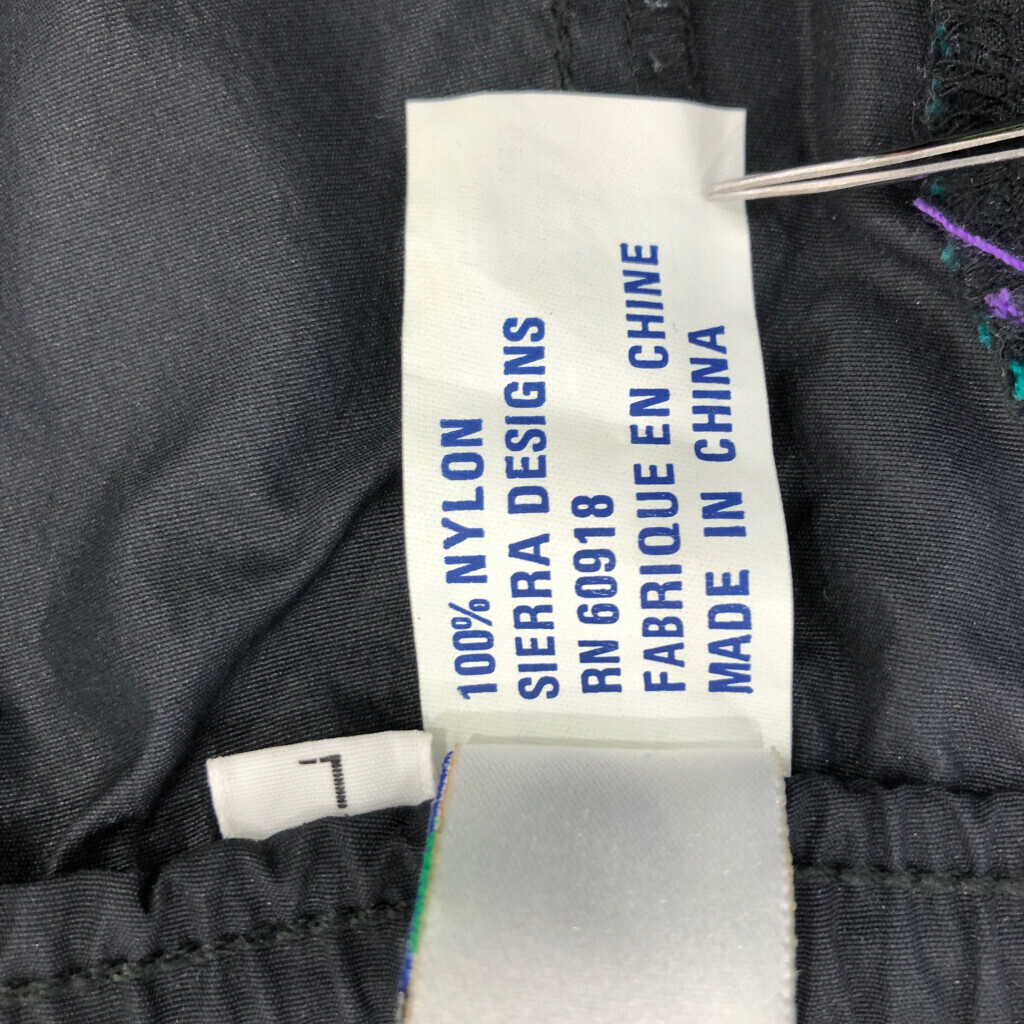 100% NYLON
SIERRA DESIGNS
RN 60918
FABRIQUE EN CHINE
MADE IN CHINA
L